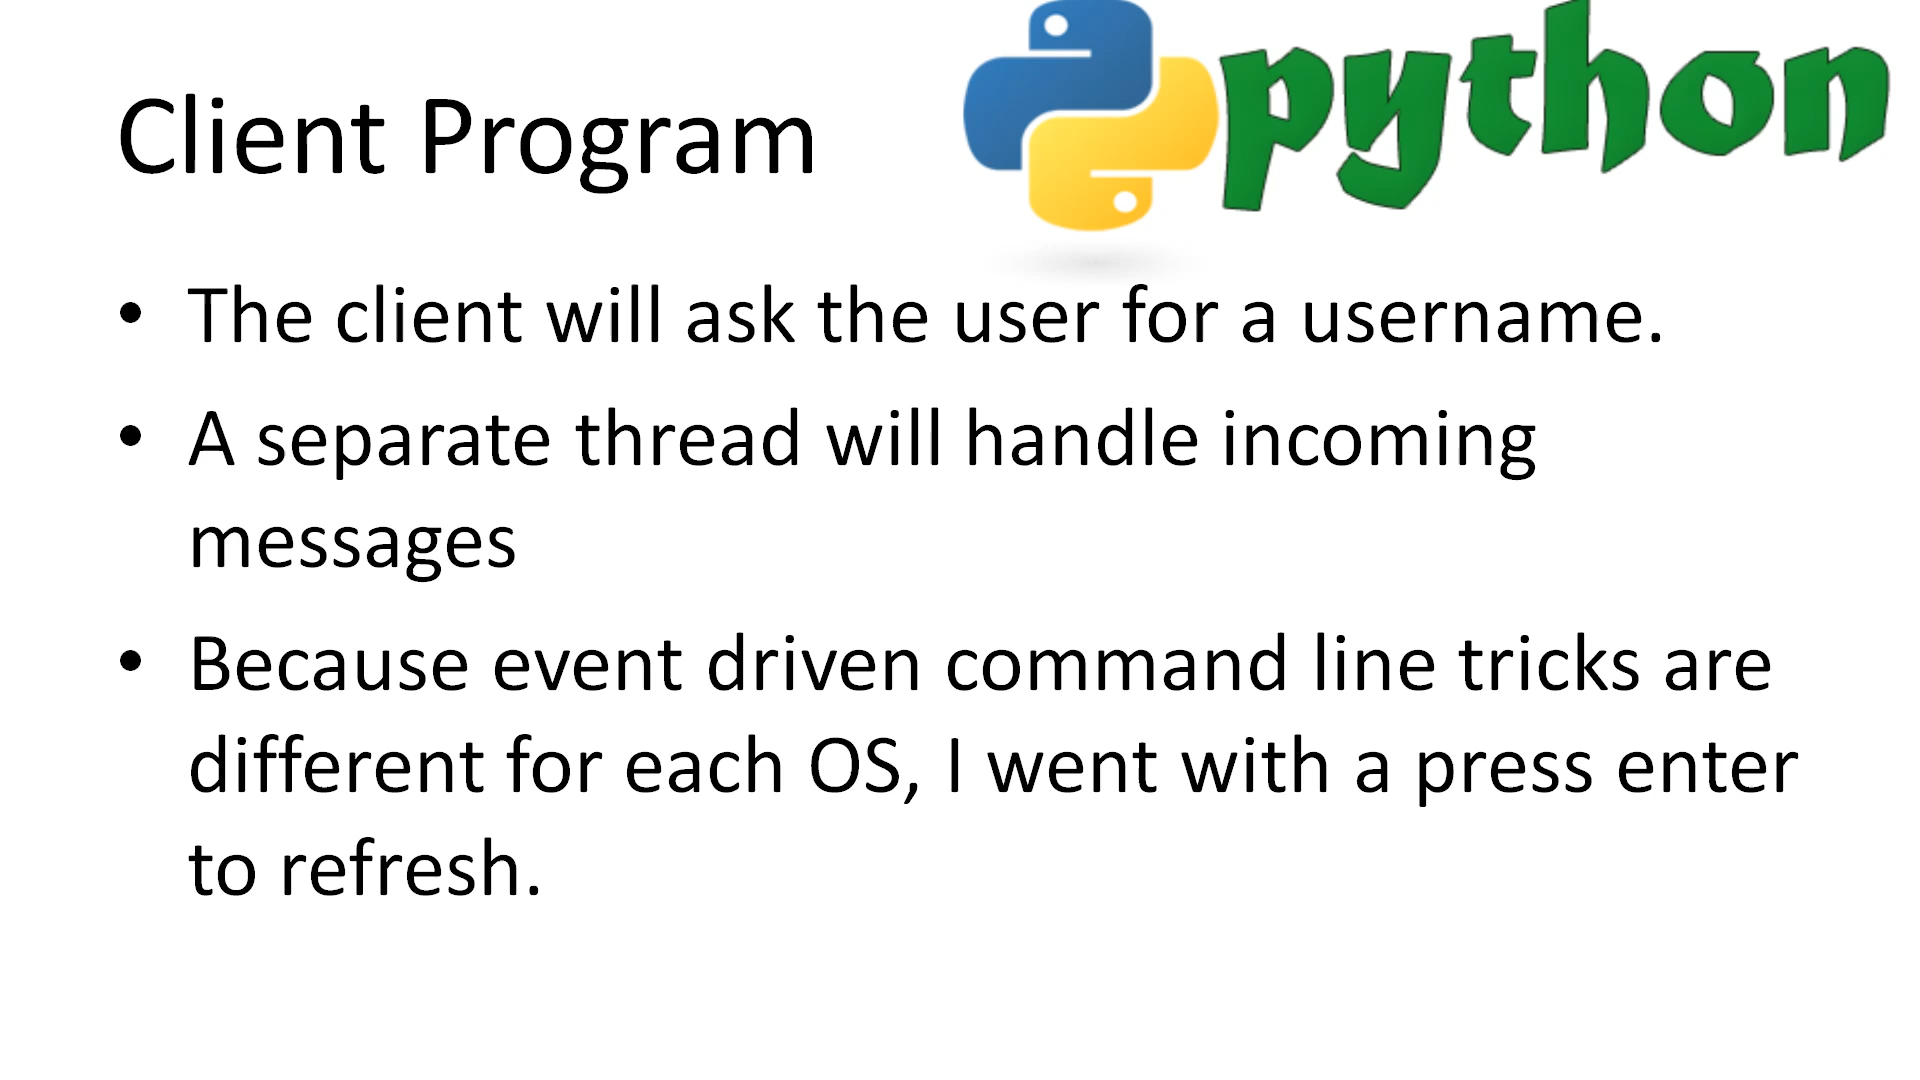 python
Client Program
• The client will ask the user for a username.
• A separate thread will handle incoming
messages
• Because event driven command line tricks are
different for each OS, I went with a press enter
to refresh.